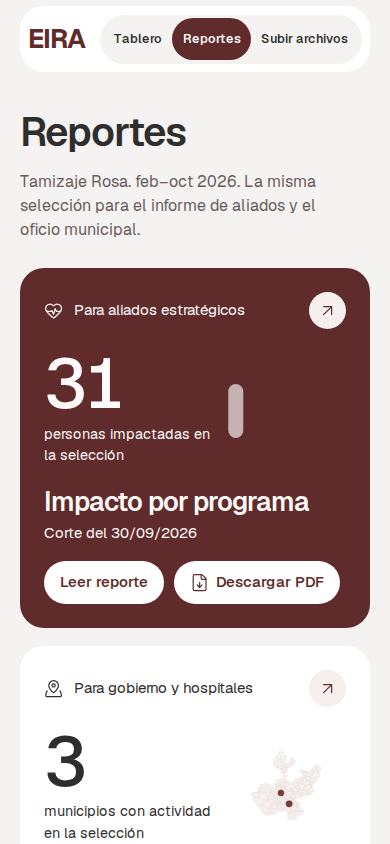 EIRA
Tablero
Reportes
Subir archivos
Reportes
Tamizaje Rosa. feb–oct 2026. La misma
selección para el informe de aliados y el
oficio municipal.
Para aliados estratégicos
31
personas impactadas en
la selección
Impacto por programa
Corte del 30/09/2026
Leer reporte
Descargar PDF
Para gobierno y hospitales
3
municipios con actividad
en la selección